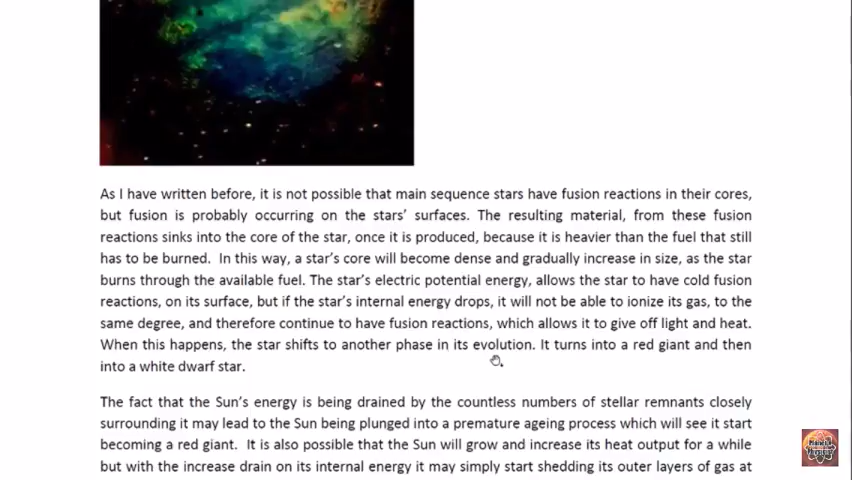 As I have written before, it is not possible that main sequence stars have fusion reactions in their cores,
but fusion is probably occurring on the stars' surfaces. The resulting material, from these fusion
reactions sinks into the core of the star, once it is produced, because it is heavier than the fuel that still
has to be burned. In this way, a star's core will become dense and gradually increase in size, as the star
burns through the available fuel. The star's electric potential energy, allows the star to have cold fusion
reactions, on its surface, but if the star's internal energy drops, it will not be able to ionize its gas, to the
same degree, and therefore continue to have fusion reactions, which allows it to give off light and heat.
When this happens, the star shifts to another phase in its evolution. It turns into a red giant and then
into a white dwarf star.
The fact that the Sun's energy is being drained by the countless numbers of stellar remnants closely
surrounding it may lead to the Sun being plunged into a premature ageing process which will see it start
becoming a red giant. It is also possible that the Sun will grow and increase its heat output for a while
but with the increase drain on its internal energy it may simply start shedding its outer layers of gas at